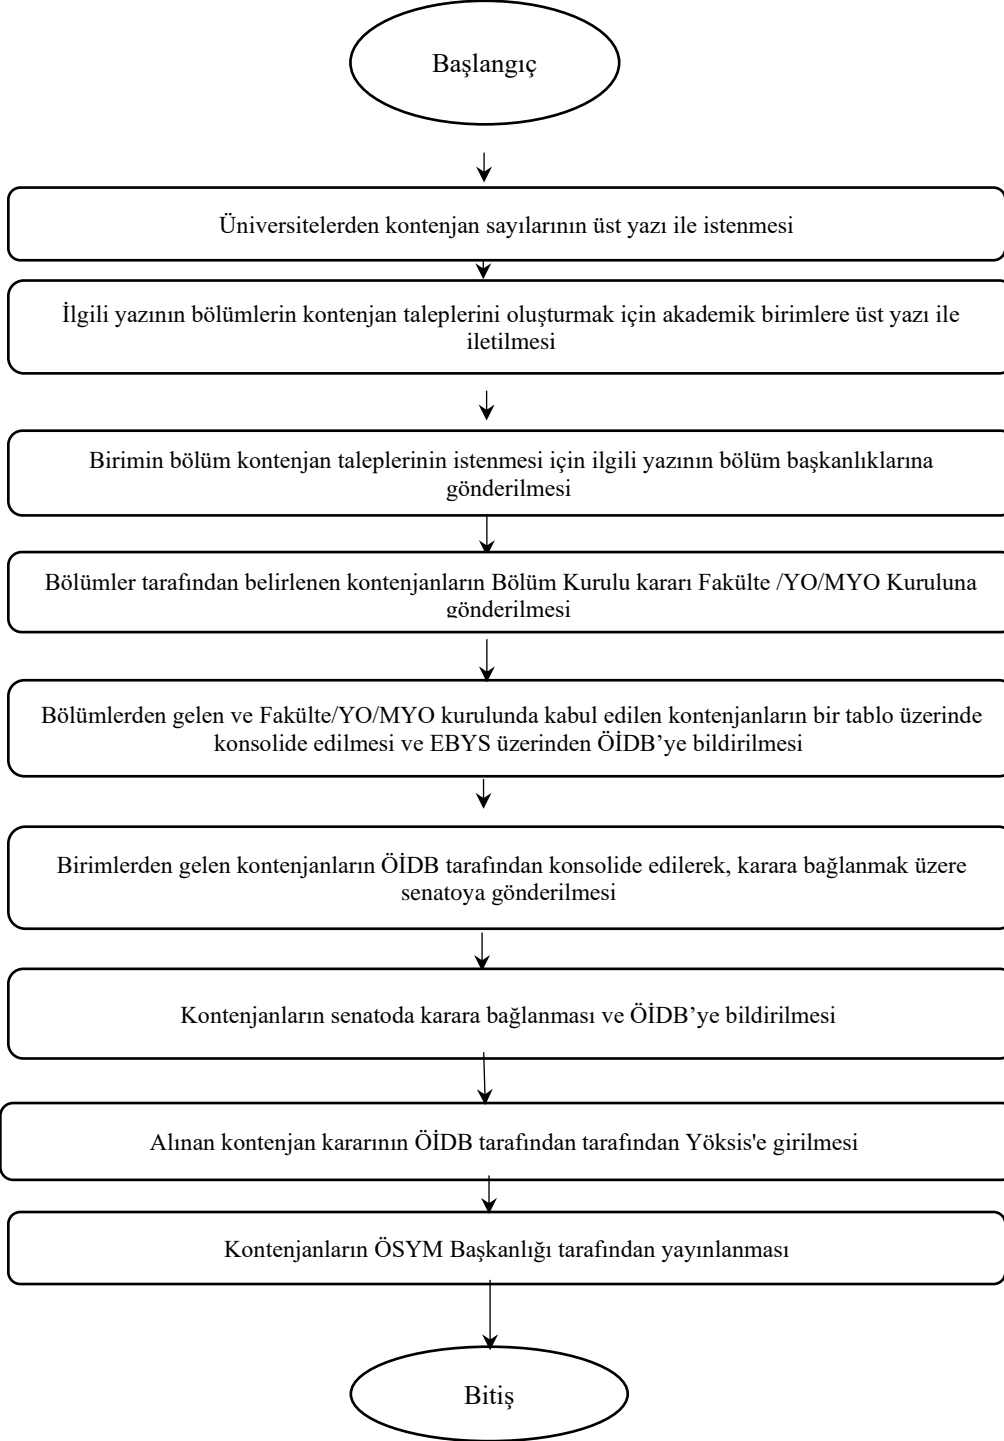 Başlangıç
Üniversitelerden kontenjan sayılarının üst yazı ile istenmesi
İlgili yazının bölümlerin kontenjan taleplerini oluşturmak için akademik birimlere üst yazı ile
iletilmesi
Birimin bölüm kontenjan taleplerinin istenmesi için ilgili yazının bölüm başkanlıklarına
gönderilmesi
Bölümler tarafından belirlenen kontenjanların Bölüm Kurulu kararı Fakülte /YO/MYO Kuruluna
gönderilmesi
Bölümlerden gelen ve Fakülte/YO/MYO kurulunda kabul edilen kontenjanların bir tablo üzerinde
konsolide edilmesi ve EBYS üzerinden ÖİDB’ye bildirilmesi
Birimlerden gelen kontenjanların ÖİDB tarafından konsolide edilerek, karara bağlanmak üzere
senatoya gönderilmesi
Kontenjanların senatoda karara bağlanması ve ÖİDB’ye bildirilmesi
Alınan kontenjan kararının ÖİDB tarafından tarafından Yöksis'e girilmesi
Kontenjanların ÖSYM Başkanlığı tarafından yayınlanması
Bitiş